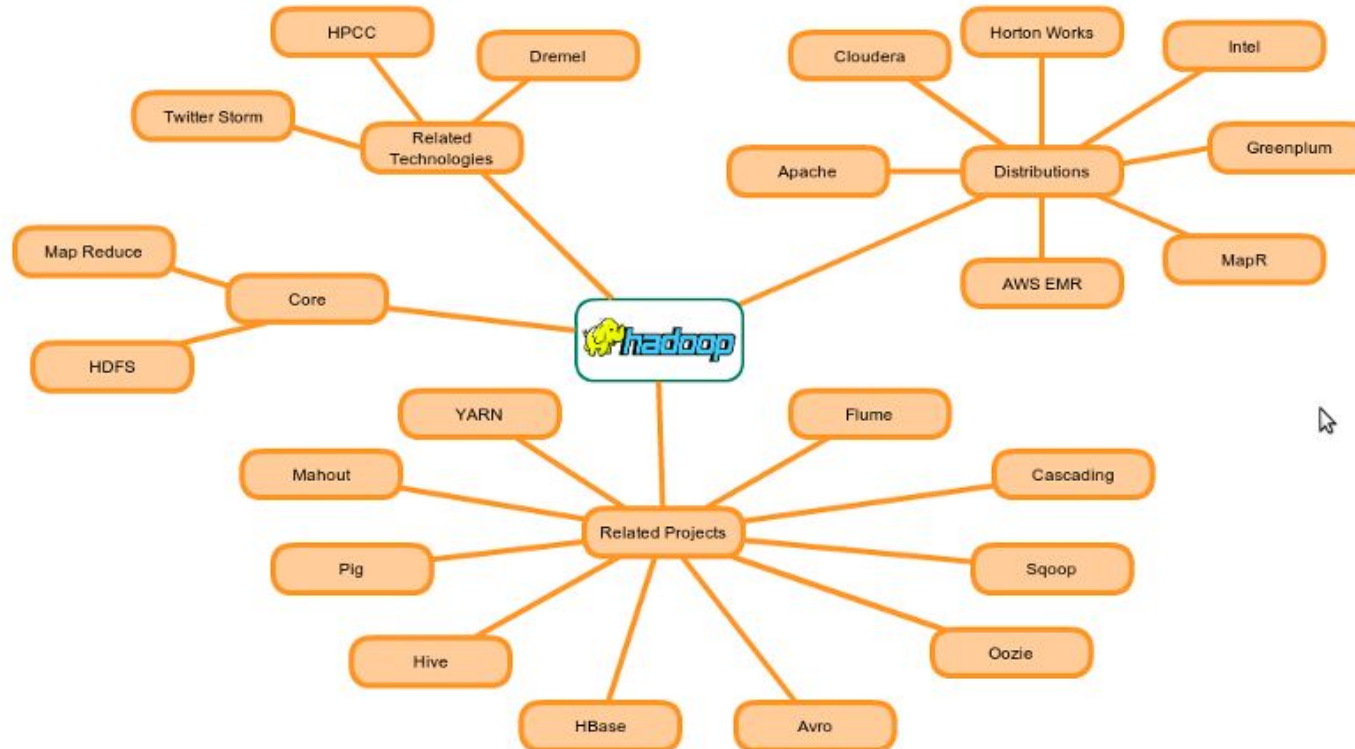 HPCC
Dremel
Twitter Storm
Related
Technologies
Horton Works
Cloudera
Intel
Greenplum
Apache
Distributions
MapR
AWS EMR
Map Reduce
Core
HDFS
hadoop
YARN
Flume
Mahout
Cascading
Related Projects
Pig
Sqoop
Hive
Oozie
HBase
Avro